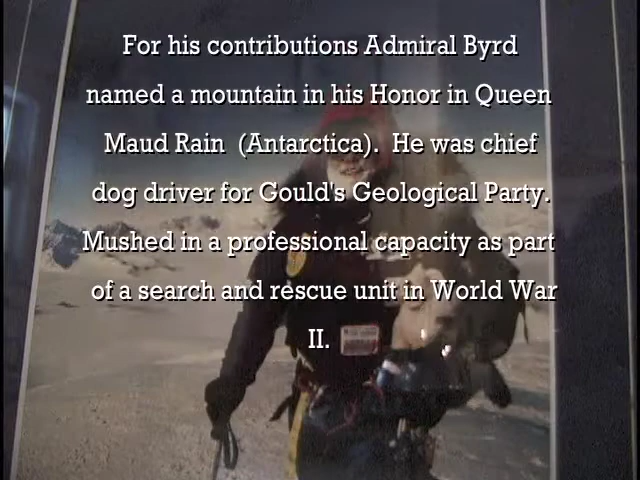 For his contributions Admiral Byrd
named a mountain in his Honor in Queen
Maud Rain (Antarctica). He was chief
dog driver for Gould's Geological Party.
Mushed in a professional capacity as part
of a search and rescue unit in World War
II.